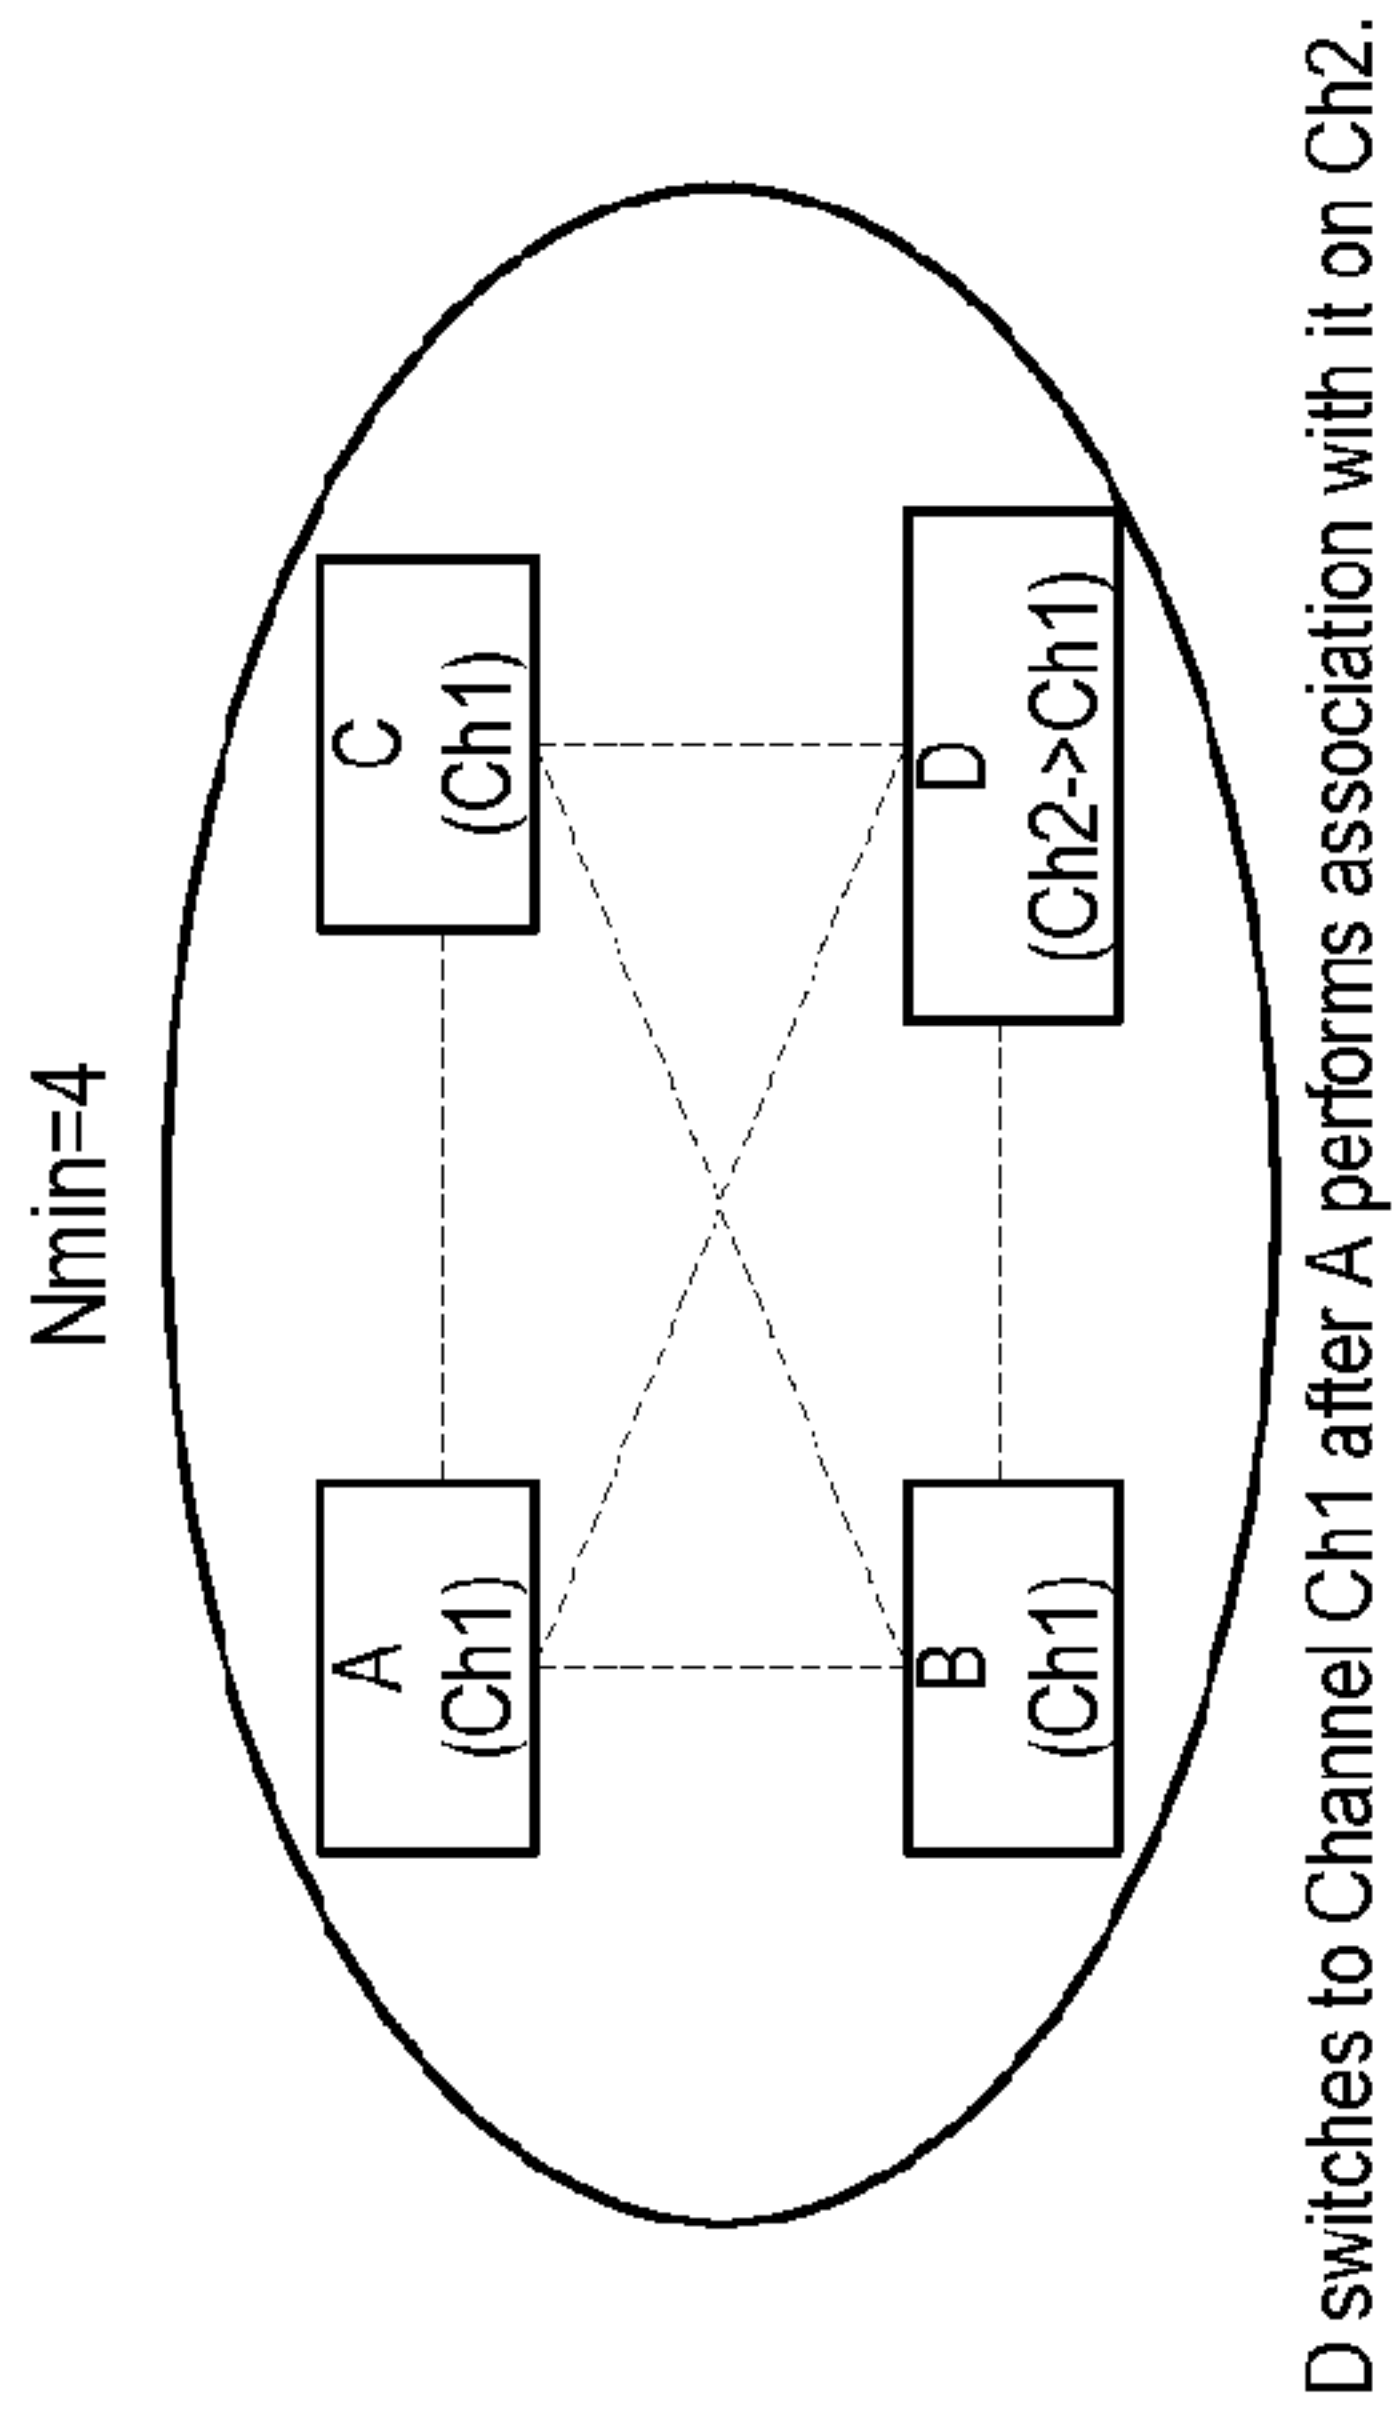 Nmin=4
A
(Ch1)
C
(Ch1)
B
(Ch1)
D
(Ch2->Ch1)
D switches to Channel Ch1 after A performs association with it on Ch2.